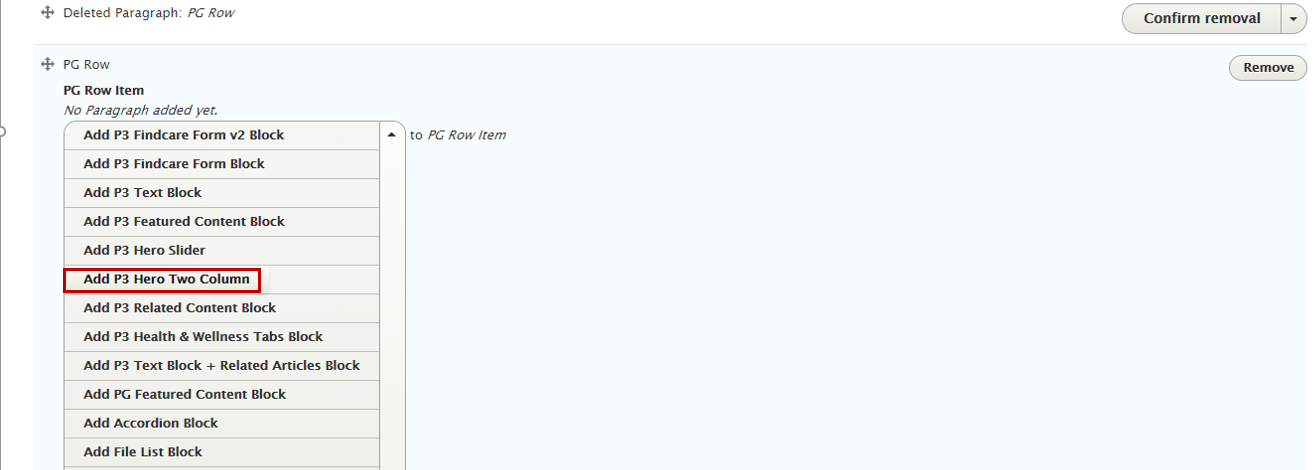 Deleted Paragraph: PG Row
Confirm removal
PG Row
Remove
PG Row Item
No Paragraph added yet.
Add P3 Findcare Form v2 Block to PG Row Item
Add P3 Findcare Form Block
Add P3 Text Block
Add P3 Featured Content Block
Add P3 Hero Slider
Add P3 Hero Two Column
Add P3 Related Content Block
Add P3 Health & Wellness Tabs Block
Add P3 Text Block + Related Articles Block
Add PG Featured Content Block
Add Accordion Block
Add File List Block